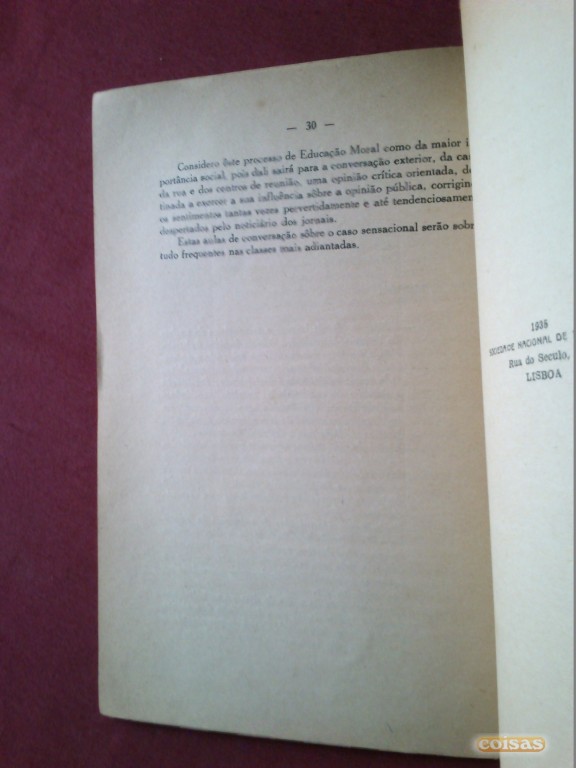 — 30 —
Considero êste processo de Educação Moral como da maior i
portância social, pois dali sairá para a conversação exterior, da ca
da rua e dos centros de reunião, uma opinião crítica orientada, de
tinada a exercer a sua influência sôbre a opinião pública, corrigin
os sentimentos tantas vezes pervertidamente e até tendenciosamen
despertados pelo noticiário dos jornais.
Estas aulas de conversação sôbre o caso sensacional serão sobre
tudo frequentes nas classes mais adiantadas.
1935
SOCIEDADE NACIONAL DE
Rua do Seculo,
LISBOA
coisas